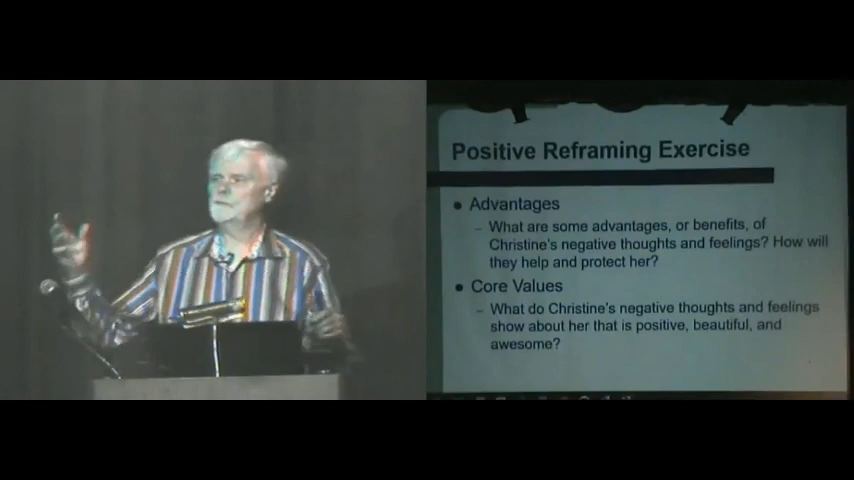 Positive Reframing Exercise
• Advantages
– What are some advantages, or benefits, of
Christine's negative thoughts and feelings? How will
they help and protect her?
• Core Values
– What do Christine's negative thoughts and feelings
show about her that is positive, beautiful, and
awesome?